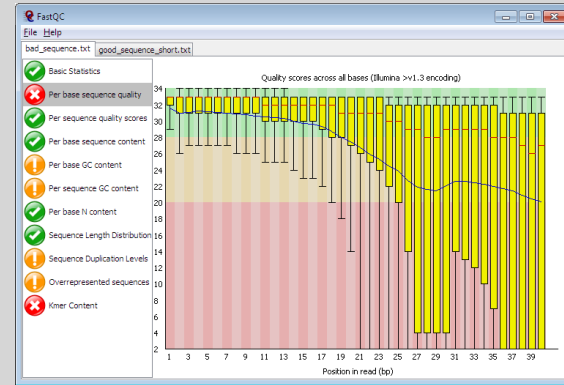 FastQC
File Help
bad_sequence.txt good_sequence_short.txt
Basic Statistics
Per base sequence quality
Per sequence quality scores
Per base sequence content
Per base GC content
Per sequence GC content
Per base N content
Sequence Length Distribution
Sequence Duplication Levels
Overrepresented sequences
Kmer Content
Quality scores across all bases (Illumina >v1.3 encoding)
34
32
30
28
26
24
22
20
18
16
14
12
10
8
6
4
2
1 3 5 7 9 11 13 15 17 19 21 23 25 27 29 31 33 35 37 39
Position in read (bp)